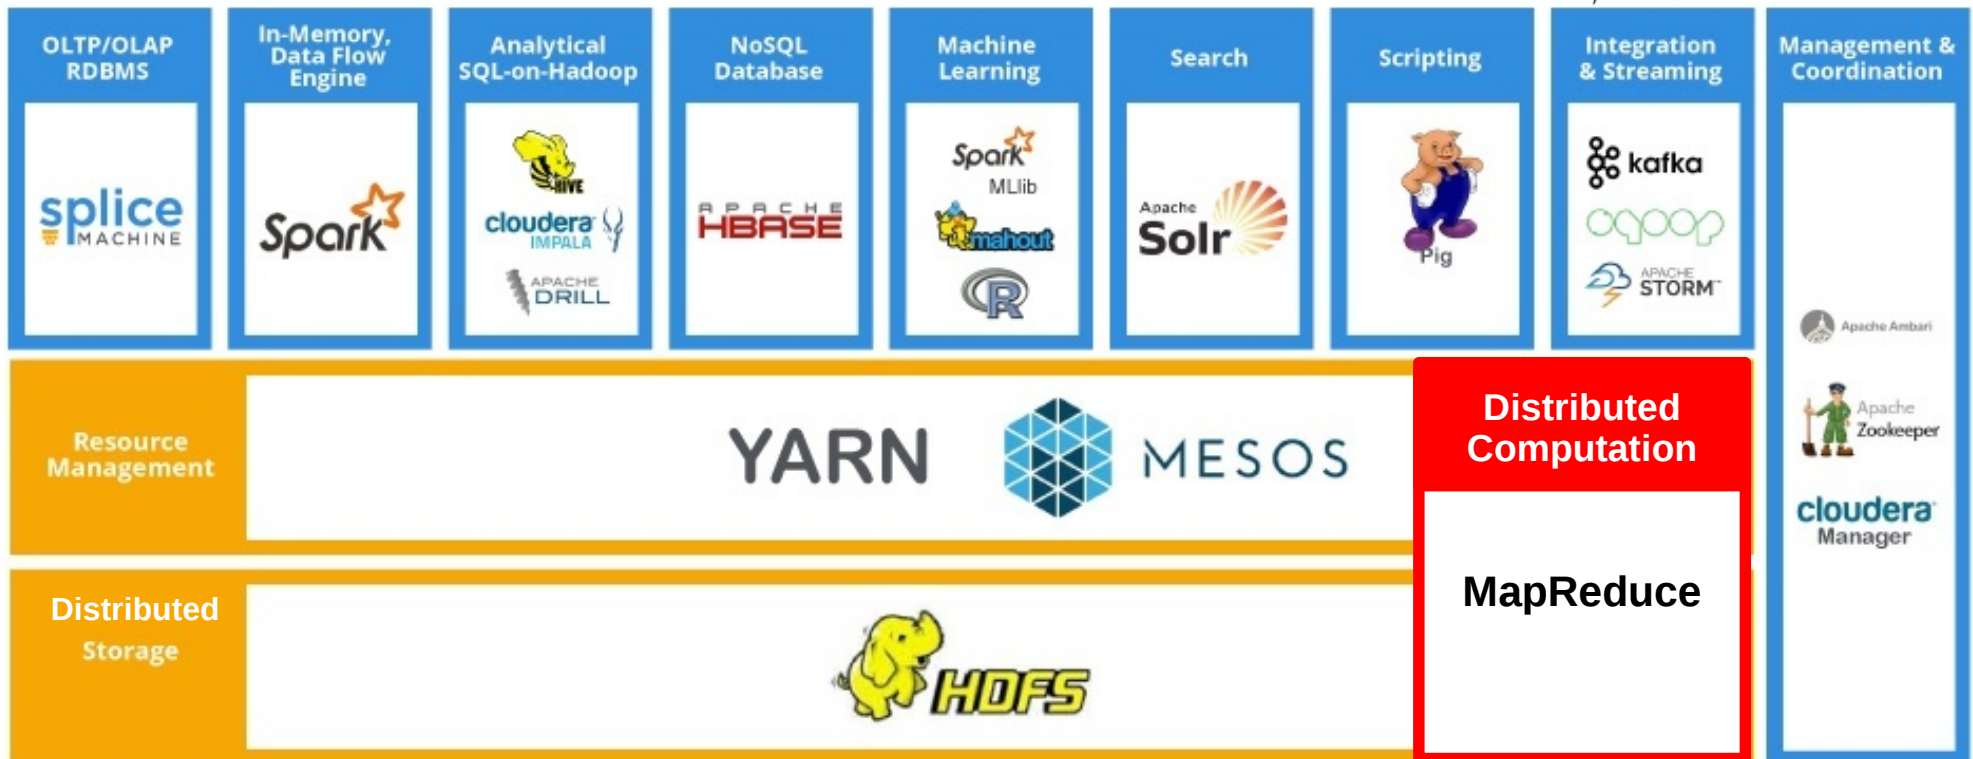 OLTP/OLAP
RDBMS
In-Memory,
Data Flow
Engine
Analytical
SQL-on-Hadoop
NoSQL
Database
Machine
Learning
Search
Scripting
Integration
& Streaming
Management &
Coordination
splice
MACHINE
Spark
HIVE
cloudera
IMPALA
APACHE
DRILL
APACHE
HBASE
Spark
MLlib
mahout
R
Apache
Solr
Pig
kafka
sqoop
APACHE
STORM™
Apache Ambari
Apache
Zookeeper
cloudera
Manager
Resource
Management
YARN
MESOS
Distributed
Computation
MapReduce
Distributed
Storage
HDFS